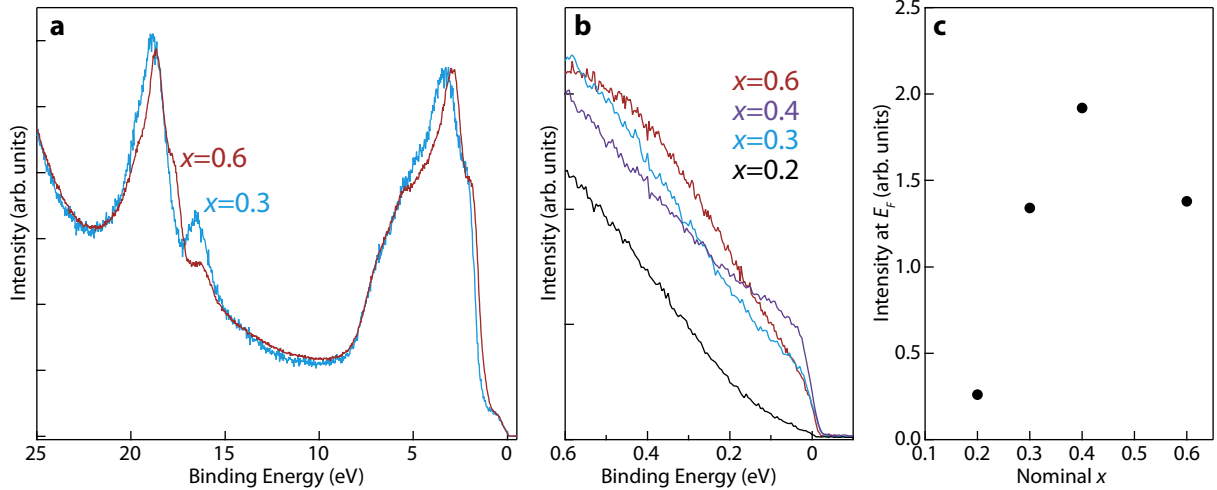 a
x=0.6
x=0.3
Intensity (arb. units)
25
20
15
10
5
0
Binding Energy (eV)
b
x=0.6
x=0.4
x=0.3
x=0.2
Intensity (arb. units)
0.6
0.4
0.2
0
Binding Energy (eV)
c
Intensity at E_F (arb. units)
2.5
2.0
1.5
1.0
0.5
0.0
0.1
0.2
0.3
0.4
0.5
0.6
Nominal x